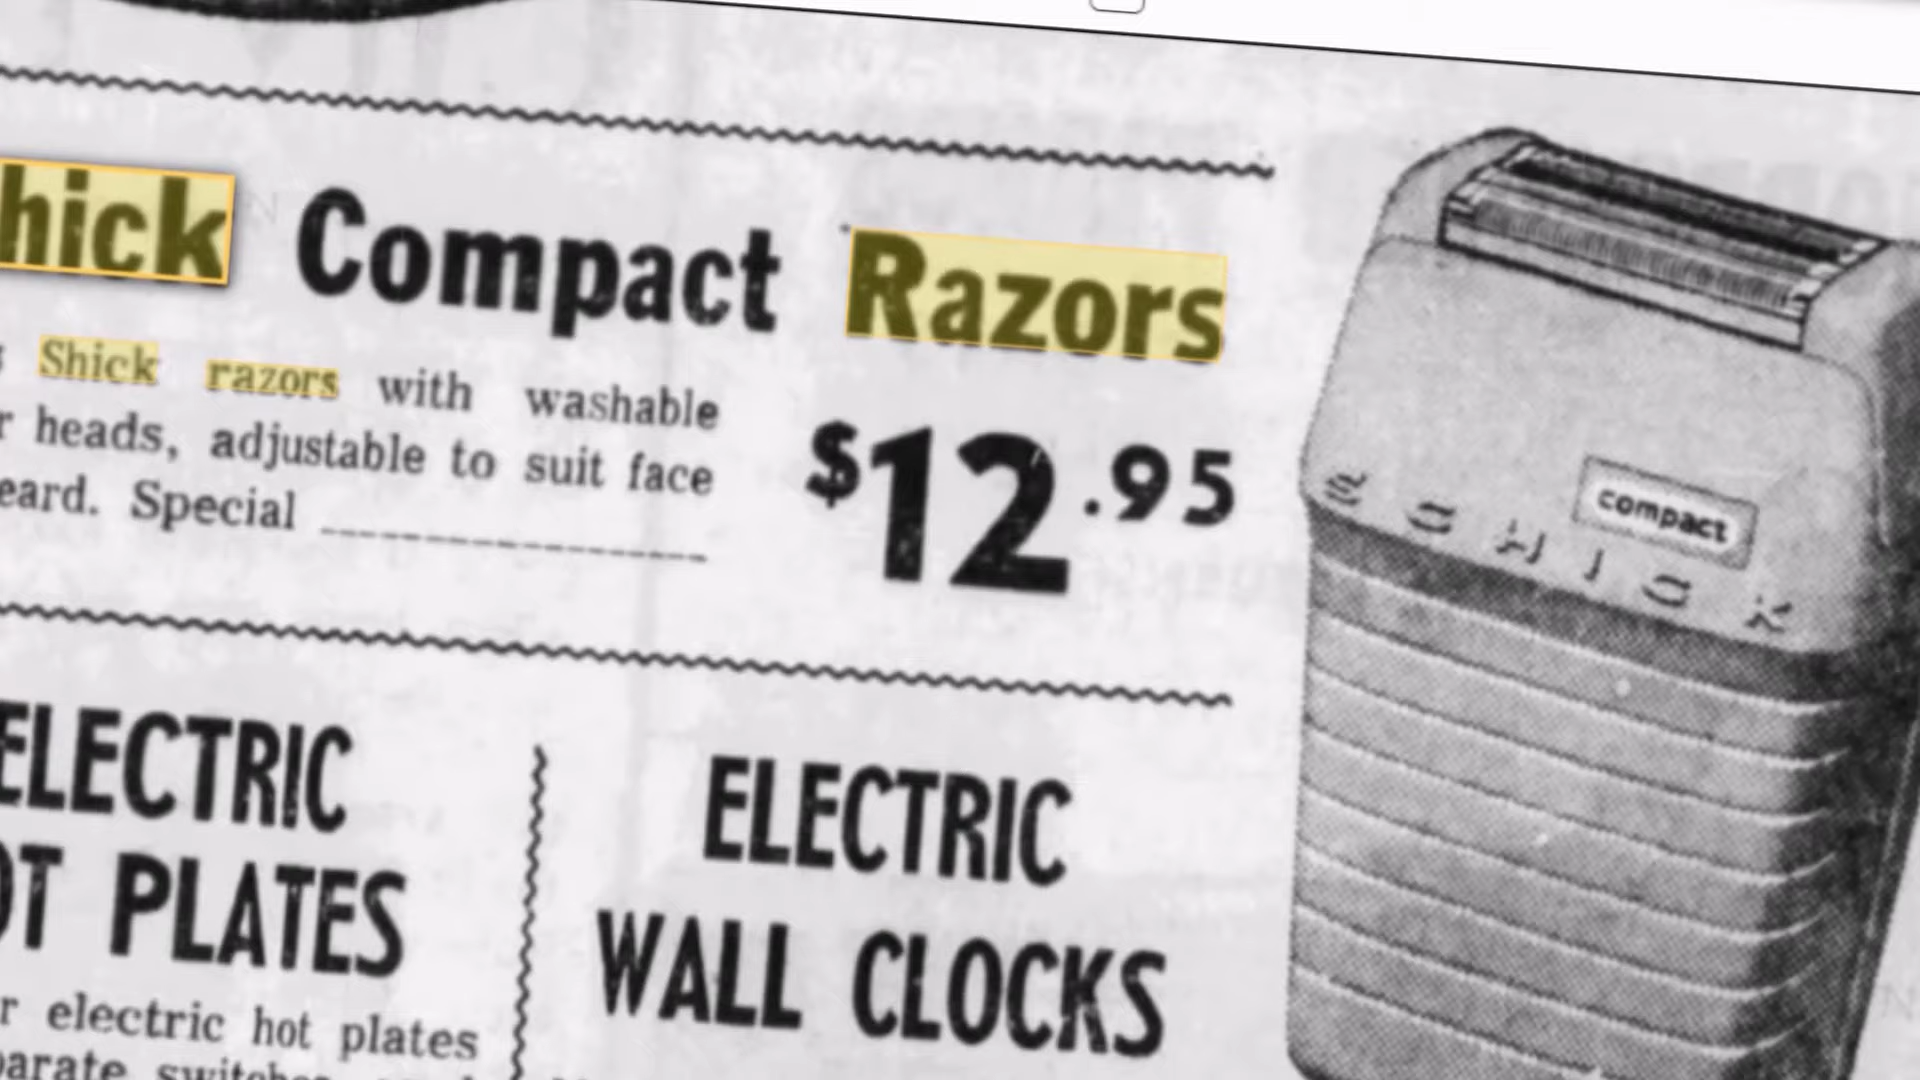 hick Compact Razors
Shick razors with washable
r heads, adjustable to suit face
eard. Special
$12.95
compact
SCHICK
ELECTRIC
OT PLATES
r electric hot plates
parate
ELECTRIC
WALL CLOCKS